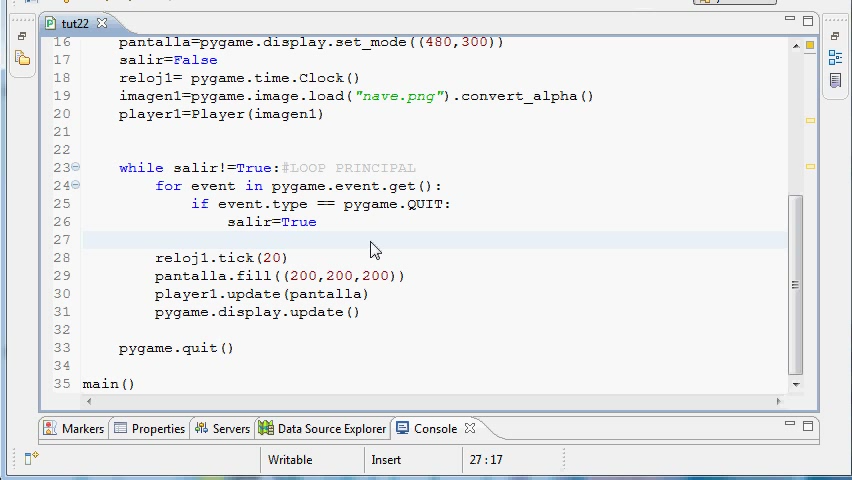 tut22
16 pantalla=pygame.display.set_mode((480,300))
17 salir=False
18 reloj1= pygame.time.Clock()
19 imagen1=pygame.image.load("nave.png").convert_alpha()
20 player1=Player(imagen1)
21
22
23 while salir!=True:#LOOP PRINCIPAL
24 for event in pygame.event.get():
25 if event.type == pygame.QUIT:
26 salir=True
27
28 reloj1.tick(20)
29 pantalla.fill((200,200,200))
30 player1.update(pantalla)
31 pygame.display.update()
32
33 pygame.quit()
34
35 main()
Markers Properties Servers Data Source Explorer Console
Writable Insert 27:17